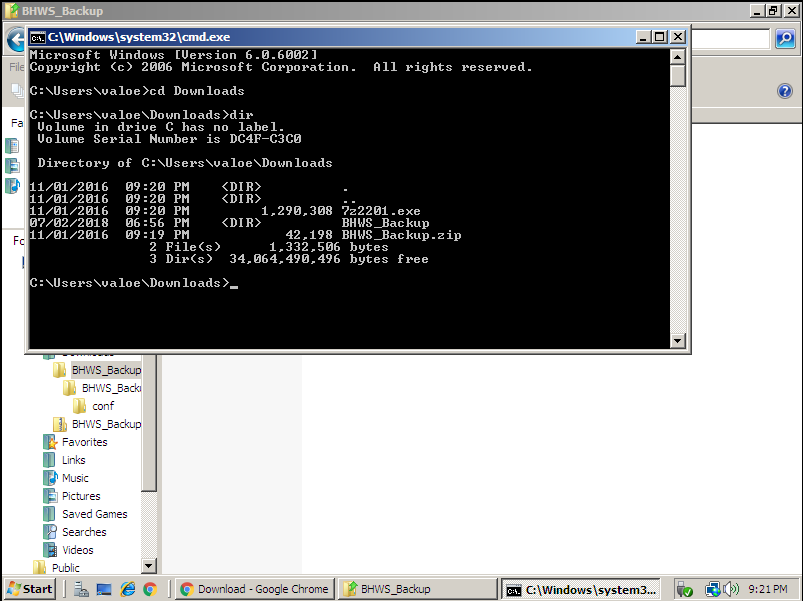 BHWS_Backup
C:\Windows\system32\cmd.exe
Microsoft Windows [Version 6.0.6002]
Copyright (c) 2006 Microsoft Corporation.  All rights reserved.
C:\Users\valoe>cd Downloads
C:\Users\valoe\Downloads>dir
 Volume in drive C has no label.
 Volume Serial Number is DC4F-C3C0
 Directory of C:\Users\valoe\Downloads
11/01/2016  09:20 PM    <DIR>          .
11/01/2016  09:20 PM    <DIR>          ..
11/01/2016  09:20 PM         1,290,308 7z2201.exe
07/02/2018  06:56 PM    <DIR>          BHWS_Backup
11/01/2016  09:19 PM            42,198 BHWS_Backup.zip
               2 File(s)      1,332,506 bytes
               3 Dir(s)  34,064,490,496 bytes free
C:\Users\valoe\Downloads>_
File
Fa
Fo
BHWS_Backup
BHWS_Back
conf
BHWS_Backup
Favorites
Links
Music
Pictures
Saved Games
Searches
Videos
Public
Start
Download - Google Chrome
BHWS_Backup
C:\Windows\system3...
9:21 PM